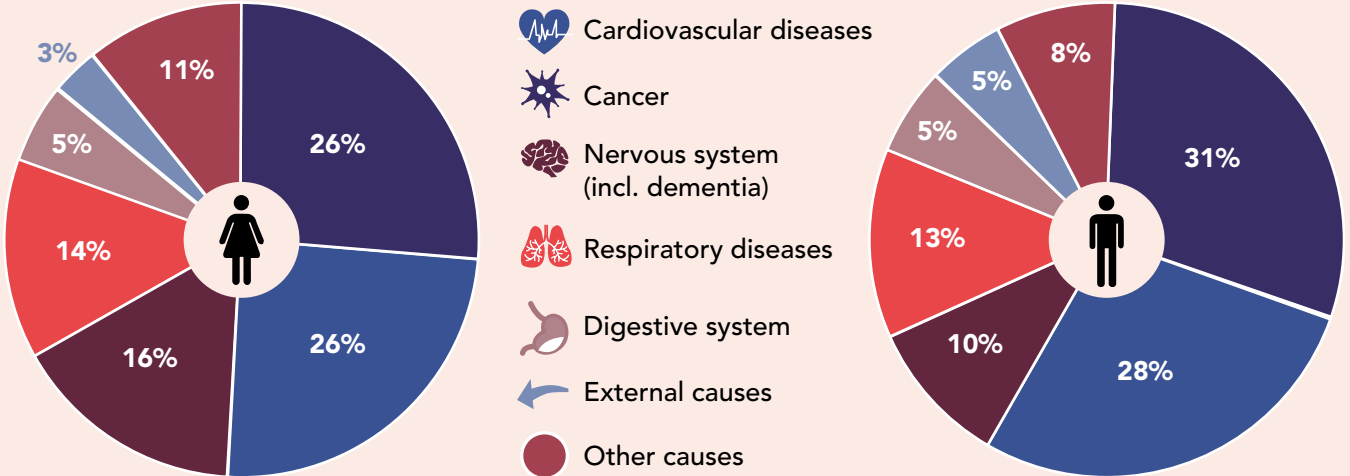 3%
11%
26%
5%
14%
16%
26%
Cardiovascular diseases
Cancer
Nervous system
(incl. dementia)
Respiratory diseases
Digestive system
External causes
Other causes
8%
5%
31%
5%
13%
10%
28%